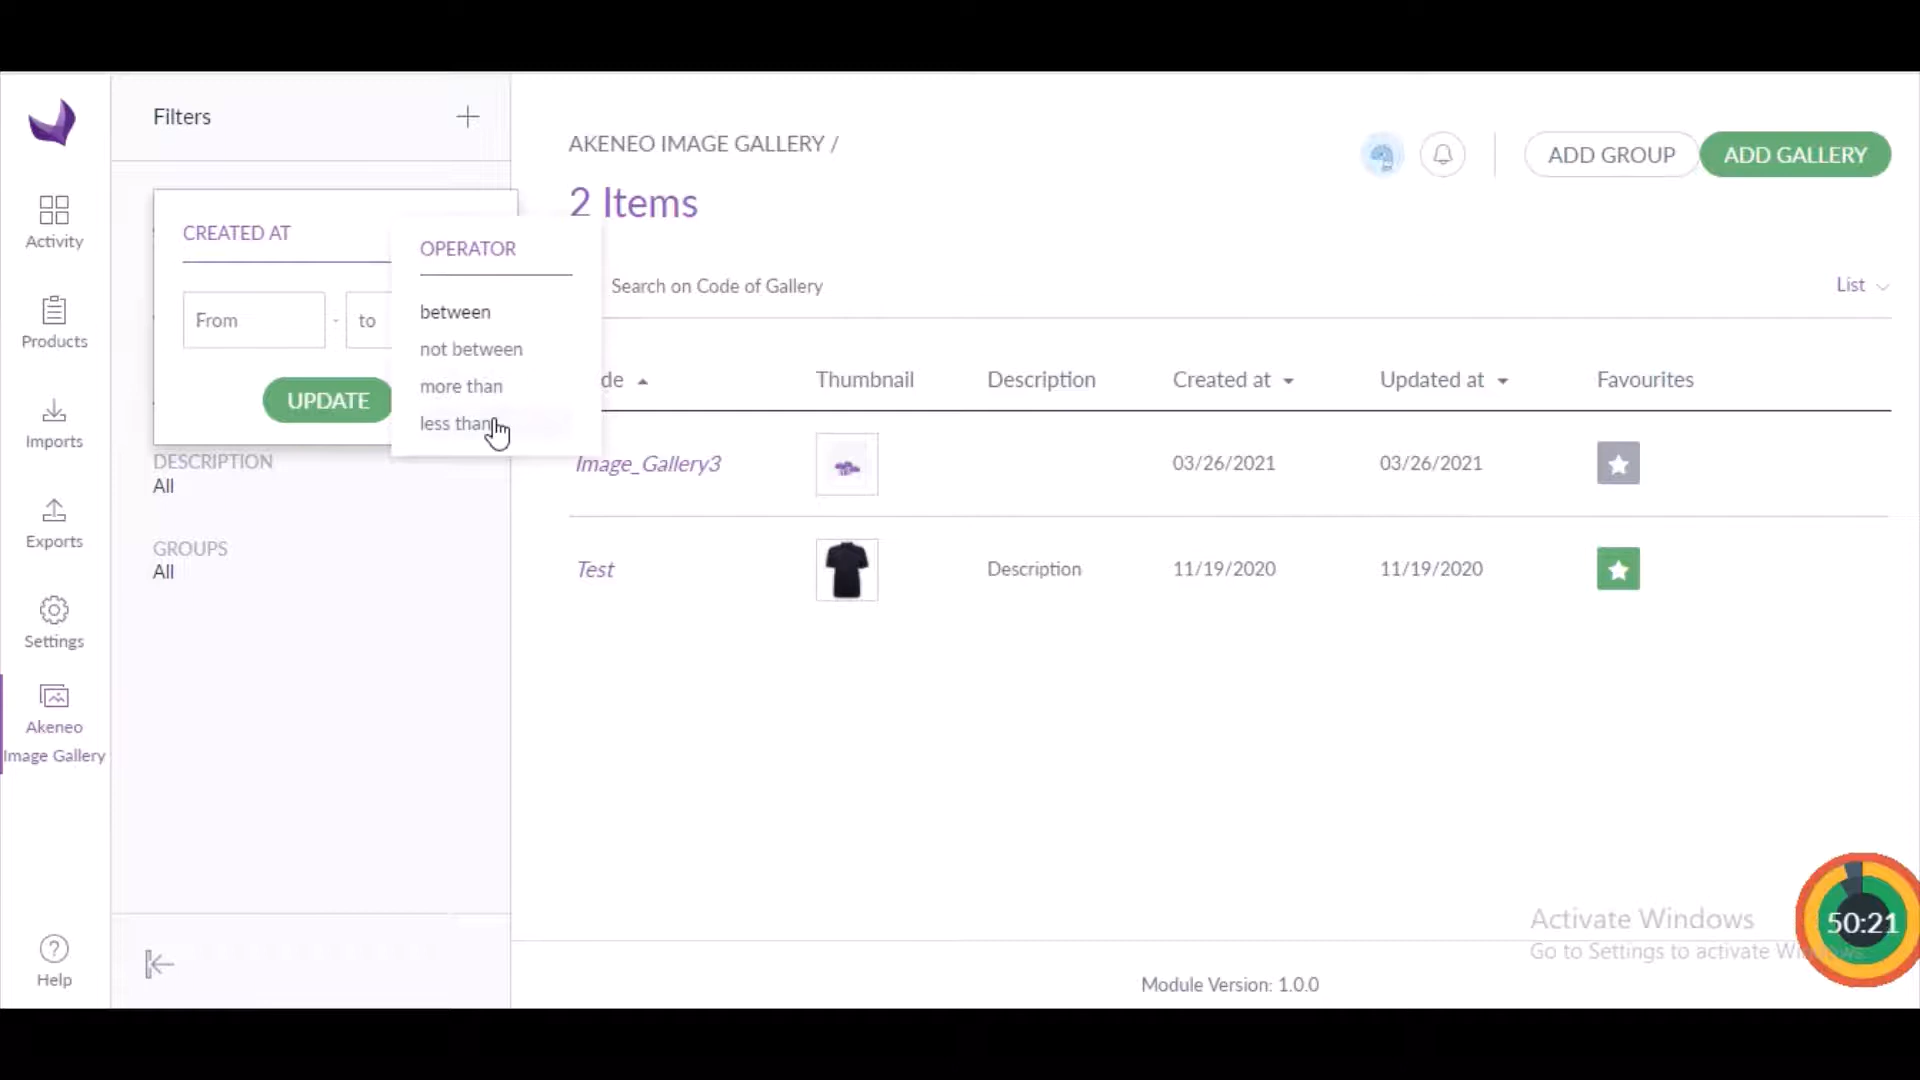 Filters
AKENEO IMAGE GALLERY /
ADD GROUP
ADD GALLERY
2 Items
CREATED AT
From
-
to
UPDATE
OPERATOR
between
not between
more than
less than
Search on Code of Gallery
List
de
Thumbnail
Description
Created at
Updated at
Favourites
Image_Gallery3
03/26/2021
03/26/2021
Test
Description
11/19/2020
11/19/2020
DESCRIPTION
All
GROUPS
All
Activity
Products
Imports
Exports
Settings
Akeneo
Image Gallery
Help
Activate Windows
Go to Settings to activate
50:21
Module Version: 1.0.0